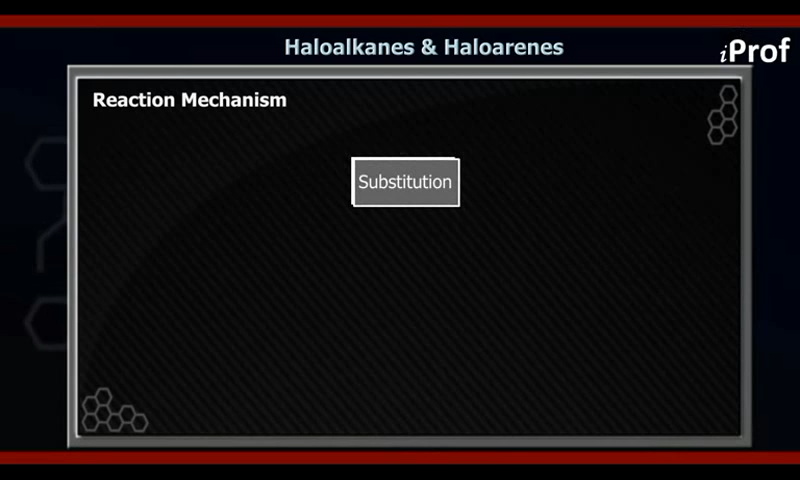 Haloalkanes & Haloarenes
iProf
Reaction Mechanism
Substitution